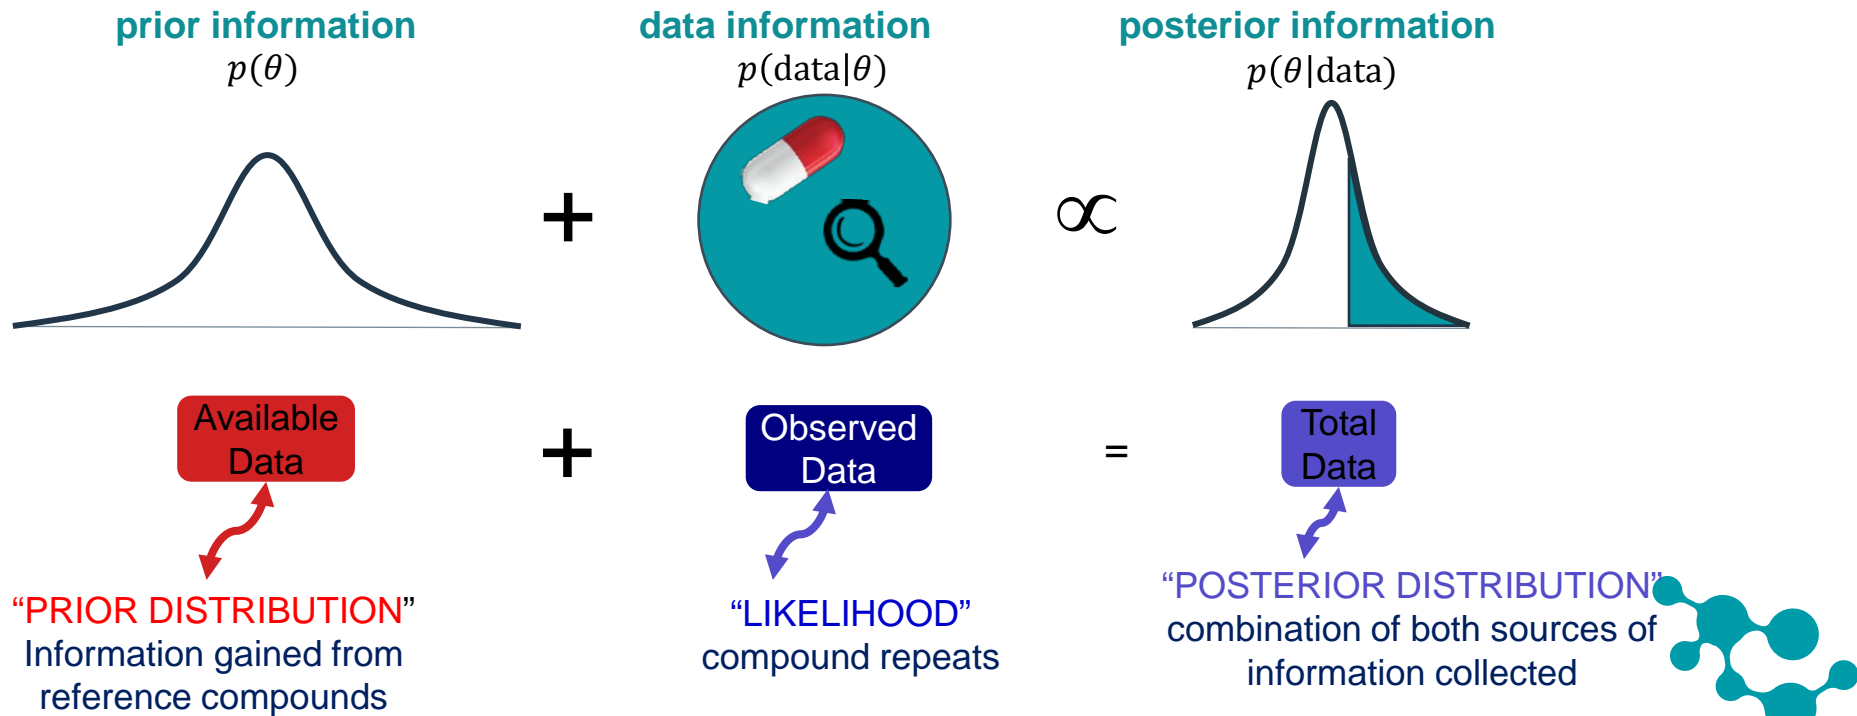 prior information
p(θ)
data information
p(data|θ)
posterior information
p(θ|data)
+
∝
Available
Data
+
Observed
Data
=
Total
Data
“PRIOR DISTRIBUTION”
Information gained from
reference compounds
“LIKELIHOOD”
compound repeats
“POSTERIOR DISTRIBUTION”
combination of both sources of
information collected